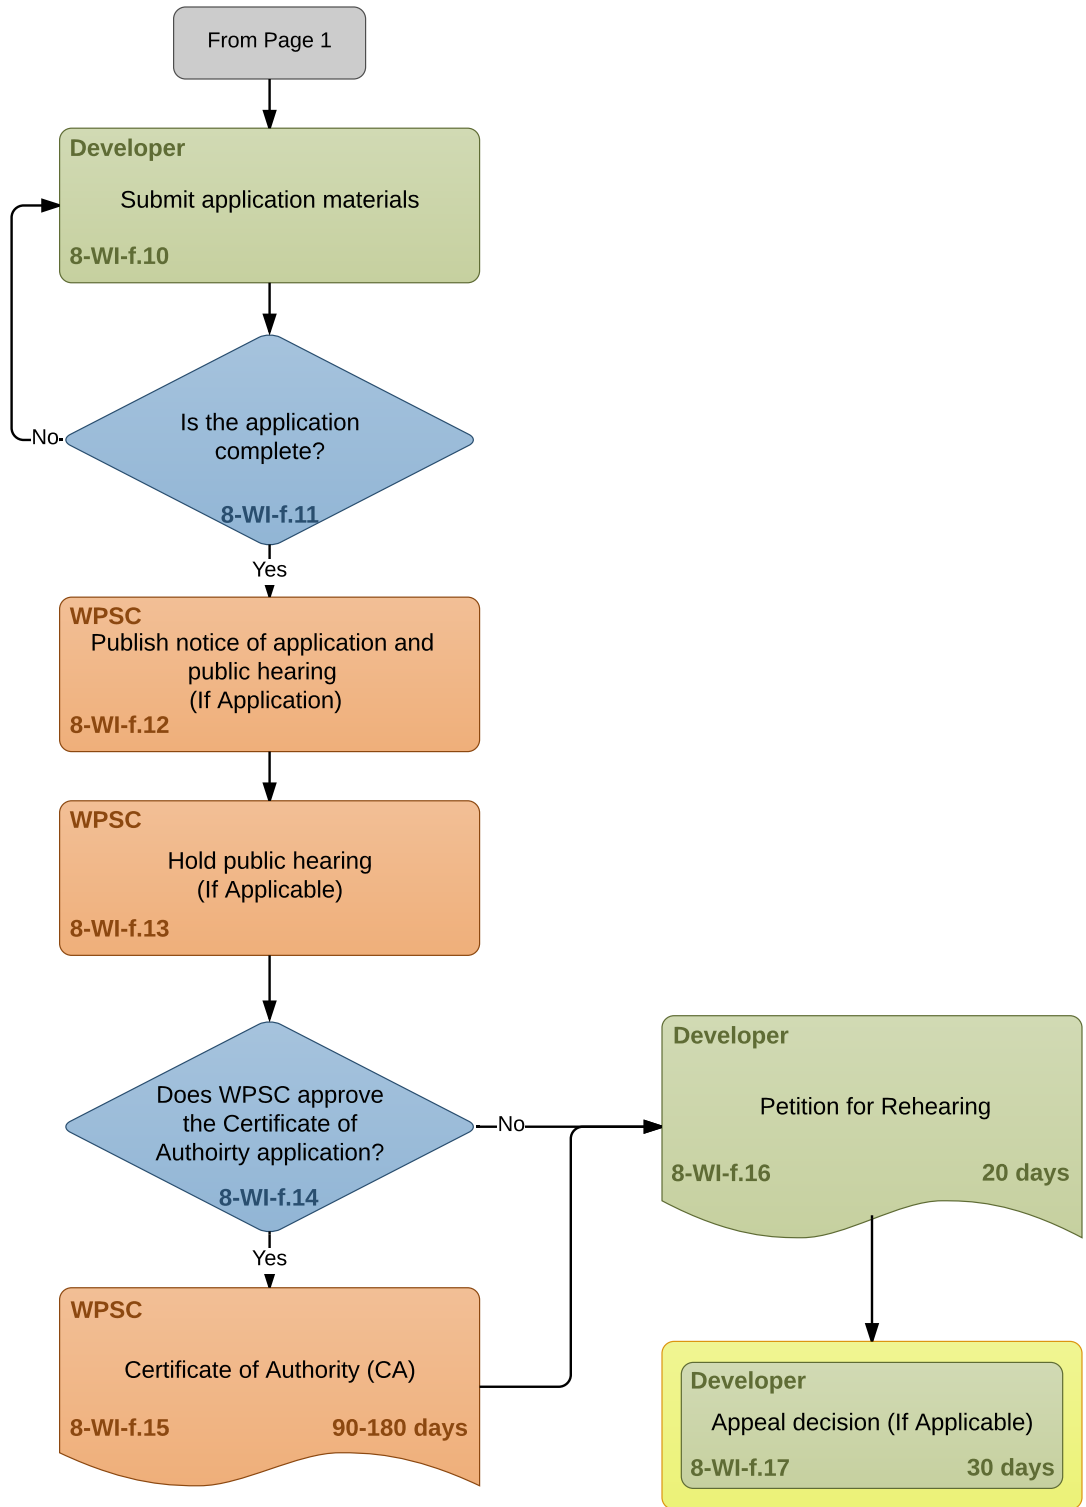 From Page 1
Developer
Submit application materials
8-WI-f.10
Is the application
complete?
8-WI-f.11
No
Yes
WPSC
Publish notice of application and
public hearing
(If Application)
8-WI-f.12
WPSC
Hold public hearing
(If Applicable)
8-WI-f.13
Does WPSC approve
the Certificate of
Authoirty application?
8-WI-f.14
No
Yes
Developer
Petition for Rehearing
8-WI-f.16 20 days
WPSC
Certificate of Authority (CA)
8-WI-f.15 90-180 days
Developer
Appeal decision (If Applicable)
8-WI-f.17 30 days